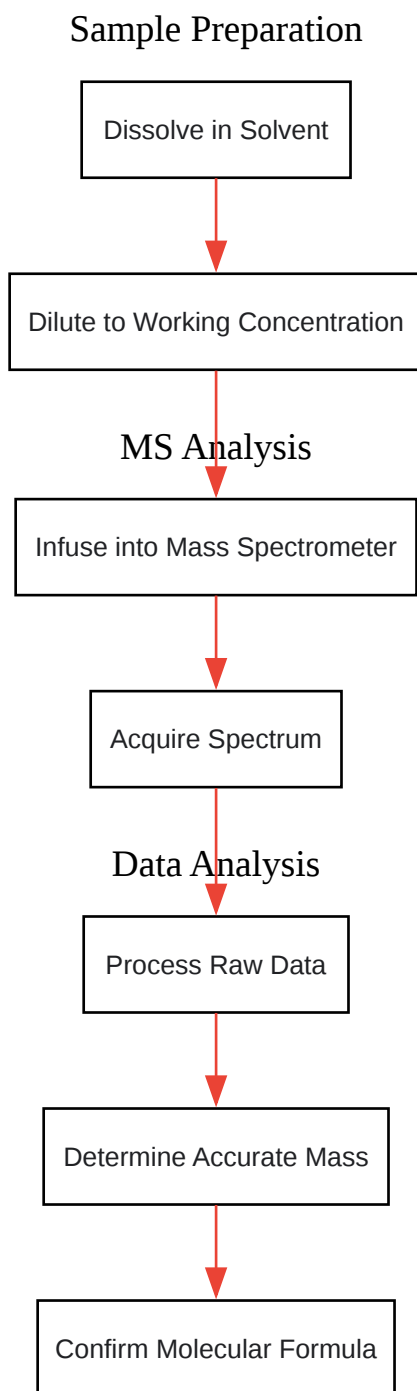 Sample Preparation
Dissolve in Solvent
Dilute to Working Concentration
MS Analysis
Infuse into Mass Spectrometer
Acquire Spectrum
Data Analysis
Process Raw Data
Determine Accurate Mass
Confirm Molecular Formula